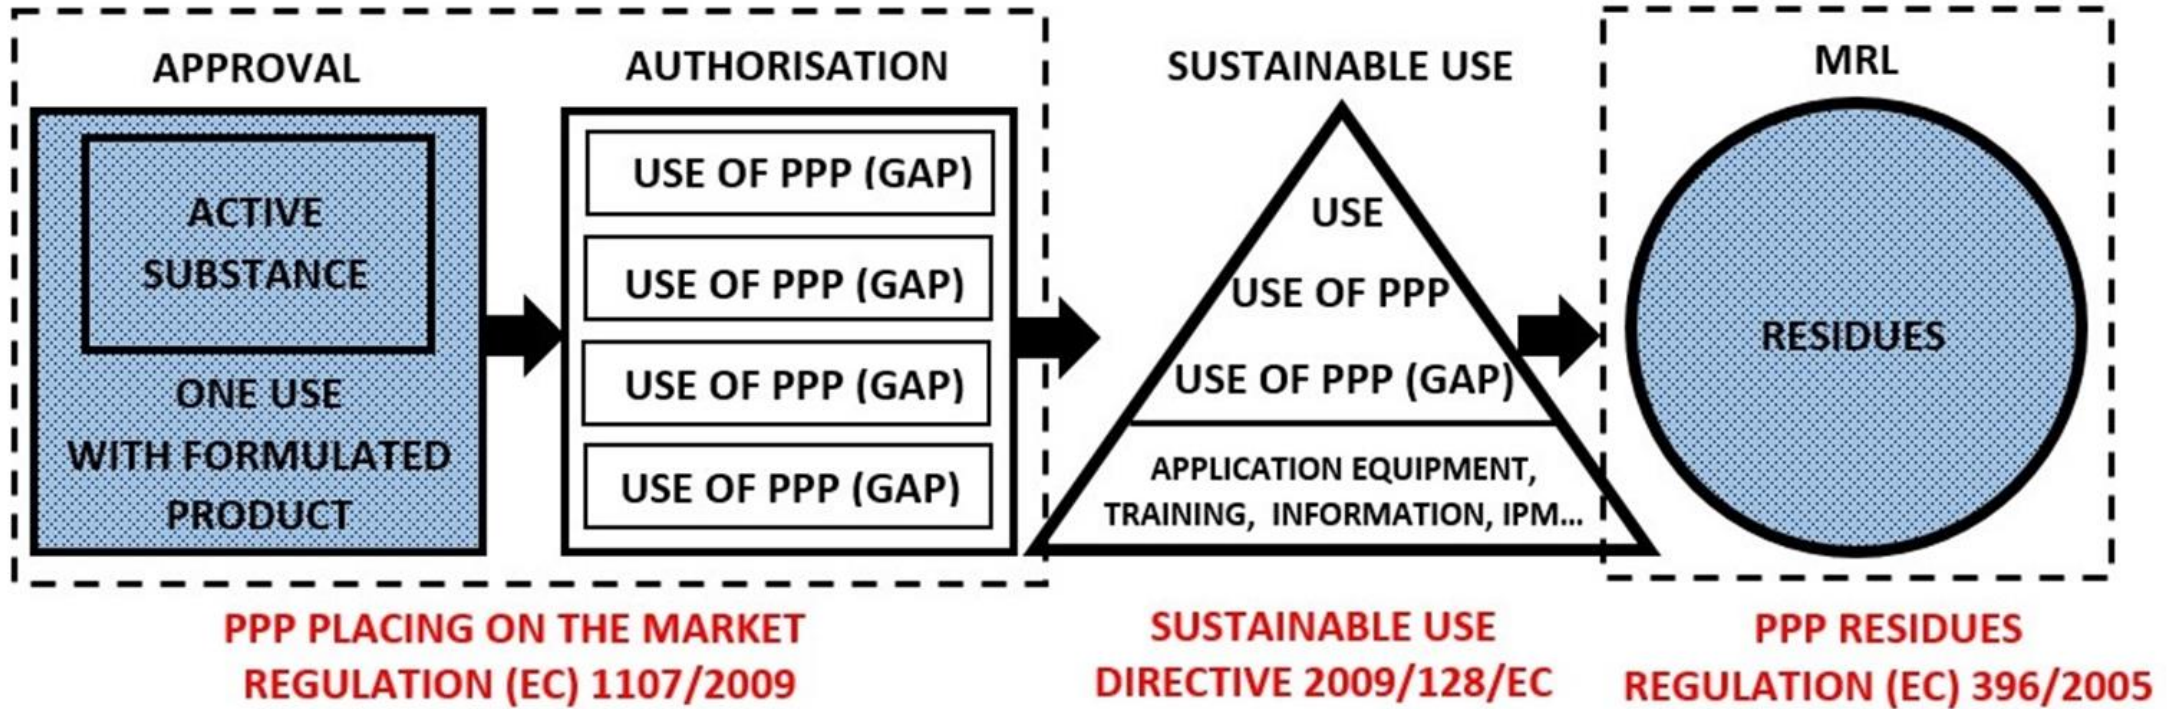 APPROVAL
ACTIVE
SUBSTANCE
ONE USE
WITH FORMULATED
PRODUCT
AUTHORISATION
USE OF PPP (GAP)
USE OF PPP (GAP)
USE OF PPP (GAP)
USE OF PPP (GAP)
PPP PLACING ON THE MARKET
REGULATION (EC) 1107/2009
SUSTAINABLE USE
USE
USE OF PPP
USE OF PPP (GAP)
APPLICATION EQUIPMENT,
TRAINING, INFORMATION, IPM...
SUSTAINABLE USE
DIRECTIVE 2009/128/EC
MRL
RESIDUES
PPP RESIDUES
REGULATION (EC) 396/2005